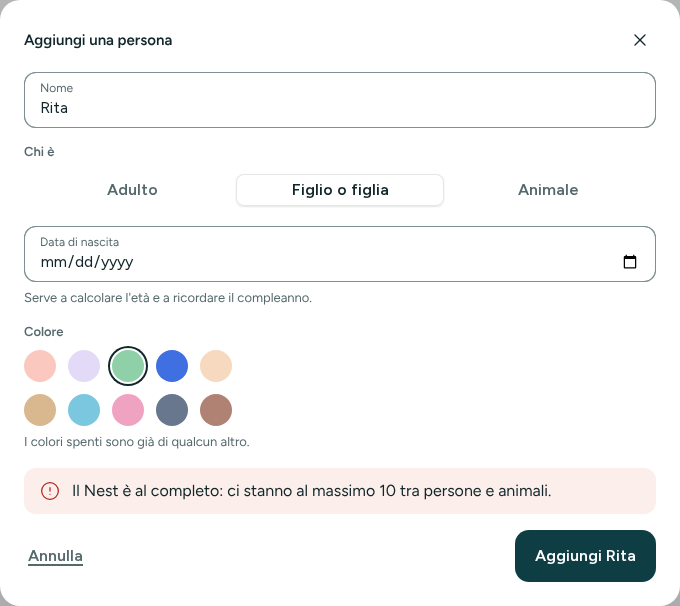 Aggiungi una persona
Nome
Rita
Chi è
Adulto Figlio o figlia Animale
Data di nascita
mm/dd/yyyy
Serve a calcolare l'età e a ricordare il compleanno.
Colore
I colori spenti sono già di qualcun altro.
Il Nest è al completo: ci stanno al massimo 10 tra persone e animali.
Annulla Aggiungi Rita